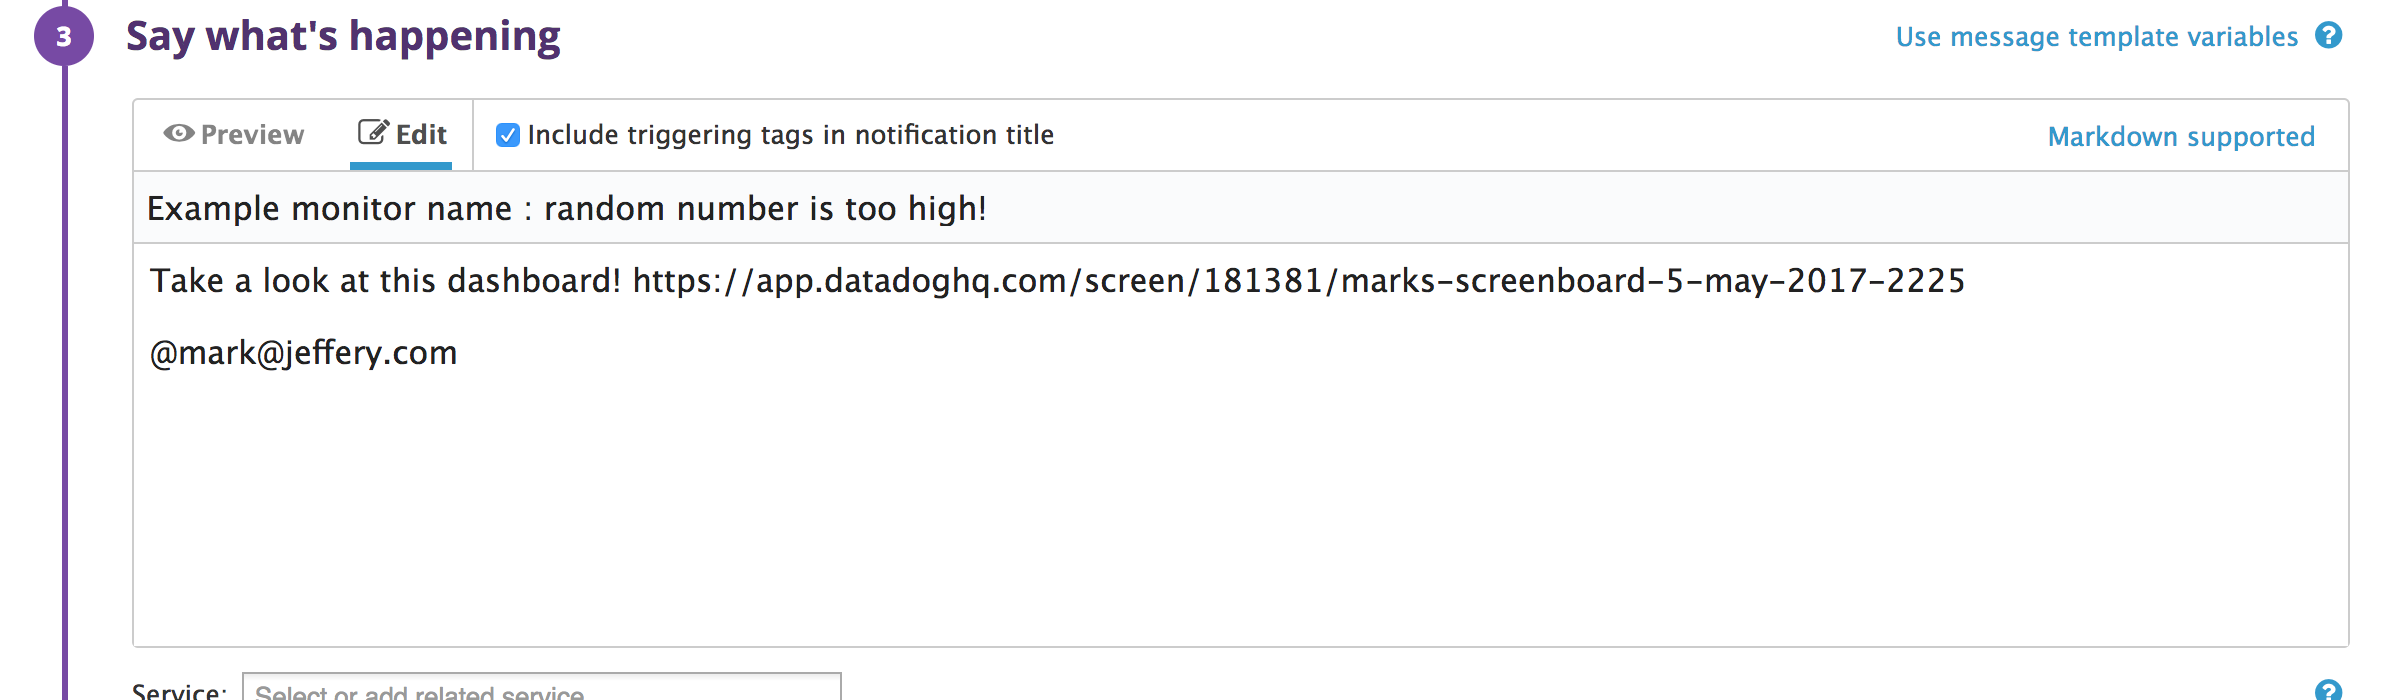 3 Say what's happening Use message template variables ?
Preview Edit Include triggering tags in notification title Markdown supported
Example monitor name : random number is too high!
Take a look at this dashboard! https://app.datadoghq.com/screen/181381/marks-screenboard-5-may-2017-2225
@mark@jeffery.com
Service: Select or add related service ?